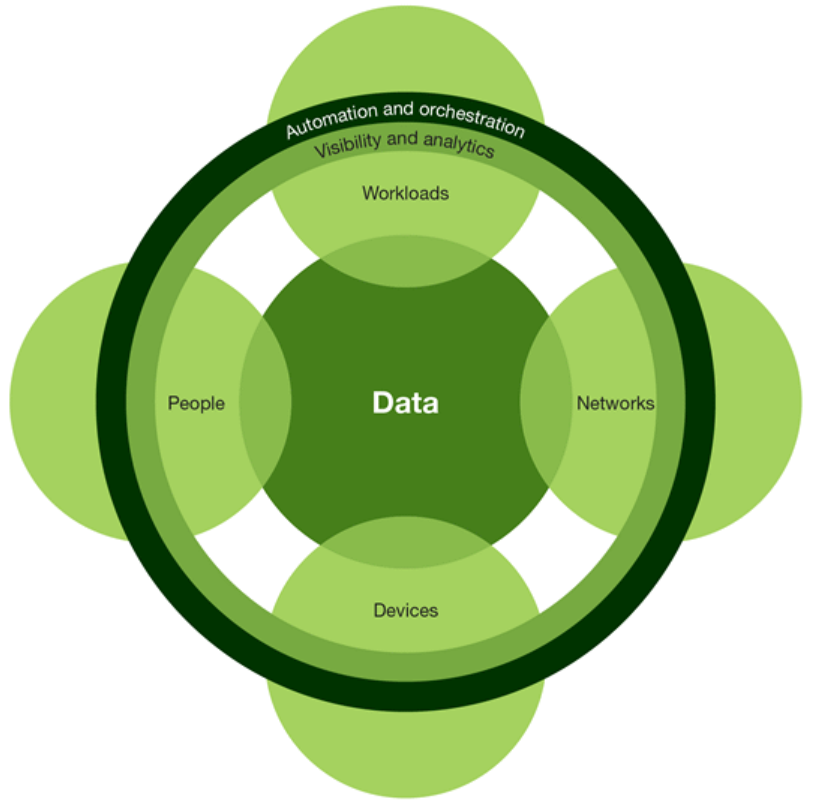 Automation and orchestration
Visibility and analytics
Workloads
People
Data
Networks
Devices